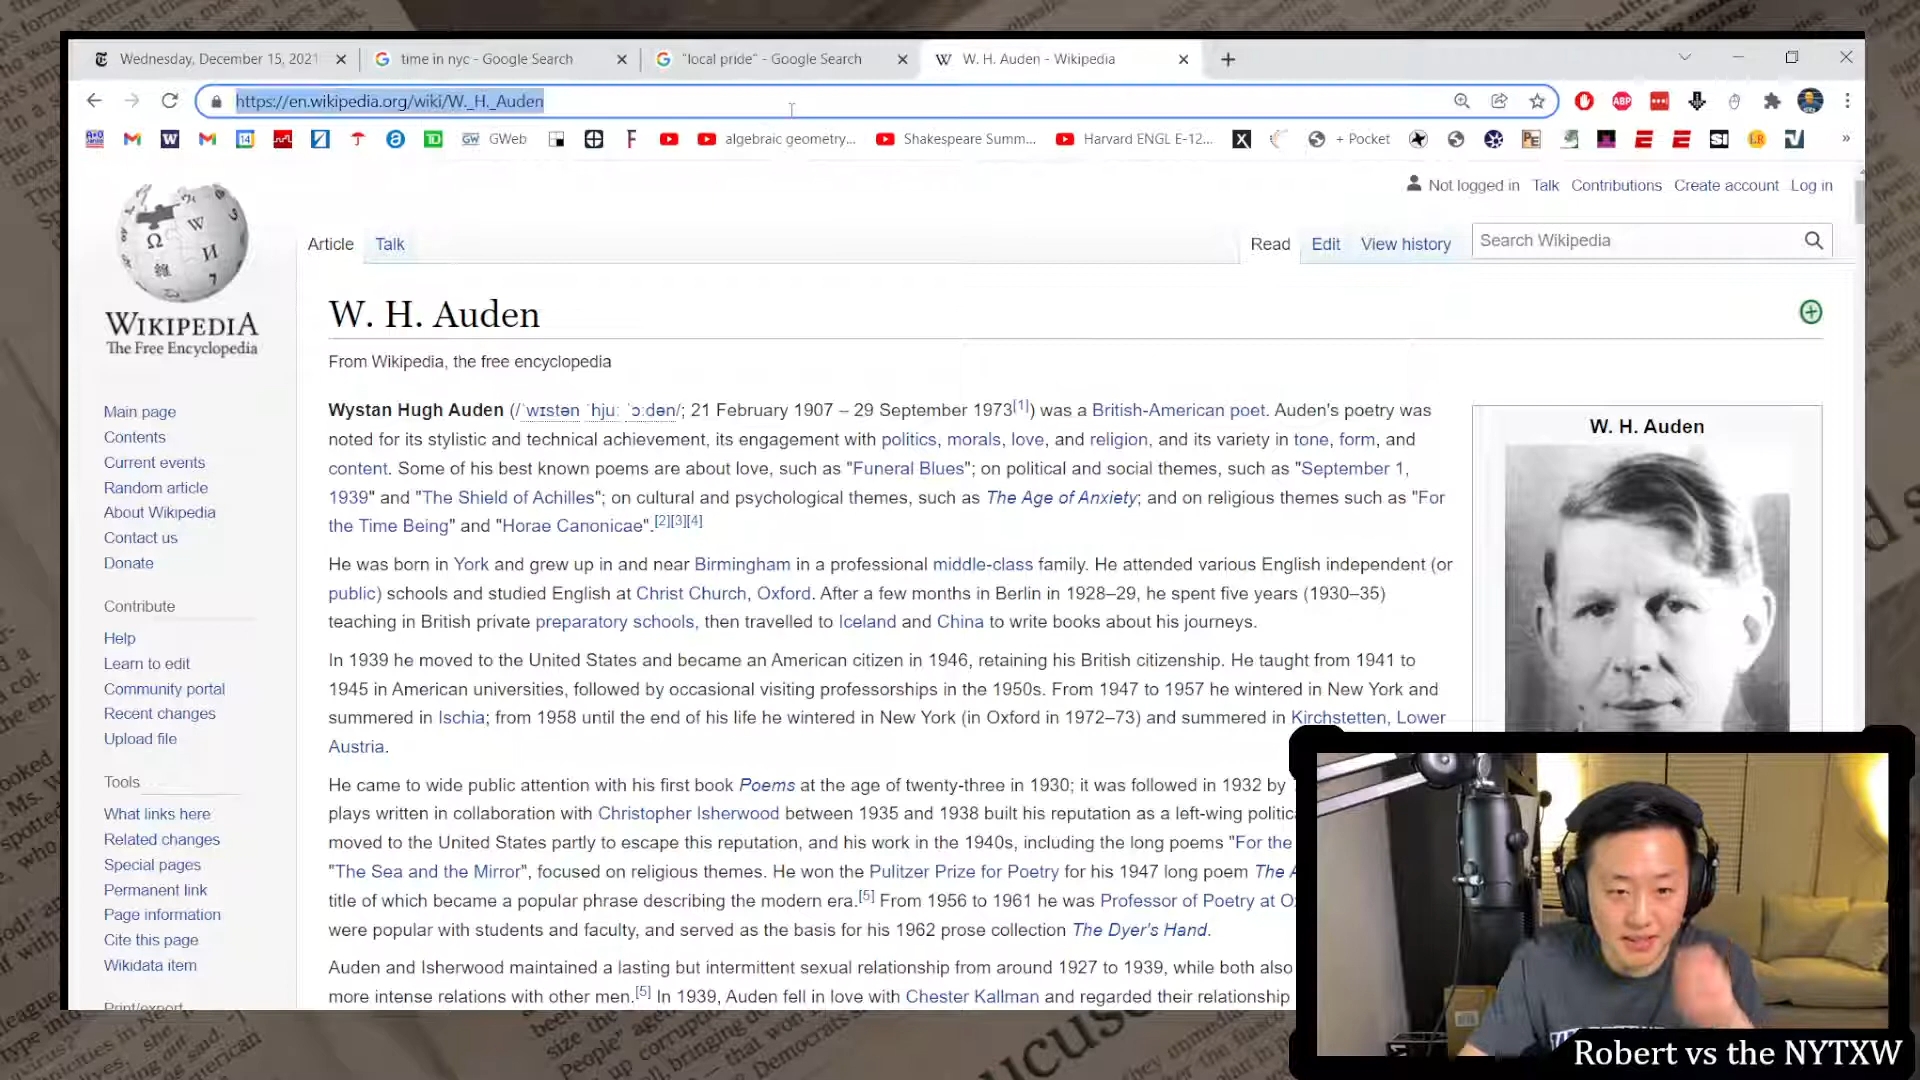 Wednesday, December 15, 2021
time in nyc - Google Search
"local pride" - Google Search
W. H. Auden - Wikipedia
https://en.wikipedia.org/wiki/W._H._Auden
GWeb
algebraic geometry...
Shakespeare Summ...
Harvard ENGL E-12...
+ Pocket
Not logged in Talk Contributions Create account Log in
Article Talk
Read Edit View history
Search Wikipedia
WIKIPEDIA
The Free Encyclopedia
Main page
Contents
Current events
Random article
About Wikipedia
Contact us
Donate
Contribute
Help
Learn to edit
Community portal
Recent changes
Upload file
Tools
What links here
Related changes
Special pages
Permanent link
Page information
Cite this page
Wikidata item
Print/export
W. H. Auden
From Wikipedia, the free encyclopedia
Wystan Hugh Auden (/ˈwɪstən ˈhjuː ˈɔːdən/; 21 February 1907 – 29 September 1973[1]) was a British-American poet. Auden's poetry was
noted for its stylistic and technical achievement, its engagement with politics, morals, love, and religion, and its variety in tone, form, and
content. Some of his best known poems are about love, such as "Funeral Blues"; on political and social themes, such as "September 1,
1939" and "The Shield of Achilles"; on cultural and psychological themes, such as The Age of Anxiety; and on religious themes such as "For
the Time Being" and "Horae Canonicae".[2][3][4]
He was born in York and grew up in and near Birmingham in a professional middle-class family. He attended various English independent (or
public) schools and studied English at Christ Church, Oxford. After a few months in Berlin in 1928–29, he spent five years (1930–35)
teaching in British private preparatory schools, then travelled to Iceland and China to write books about his journeys.
In 1939 he moved to the United States and became an American citizen in 1946, retaining his British citizenship. He taught from 1941 to
1945 in American universities, followed by occasional visiting professorships in the 1950s. From 1947 to 1957 he wintered in New York and
summered in Ischia; from 1958 until the end of his life he wintered in New York (in Oxford in 1972–73) and summered in Kirchstetten, Lower
Austria.
He came to wide public attention with his first book Poems at the age of twenty-three in 1930; it was followed in 1932 by
plays written in collaboration with Christopher Isherwood between 1935 and 1938 built his reputation as a left-wing politic
moved to the United States partly to escape this reputation, and his work in the 1940s, including the long poems "For the
"The Sea and the Mirror", focused on religious themes. He won the Pulitzer Prize for Poetry for his 1947 long poem The A
title of which became a popular phrase describing the modern era.[5] From 1956 to 1961 he was Professor of Poetry at O
were popular with students and faculty, and served as the basis for his 1962 prose collection The Dyer's Hand.
Auden and Isherwood maintained a lasting but intermittent sexual relationship from around 1927 to 1939, while both also
more intense relations with other men.[5] In 1939, Auden fell in love with Chester Kallman and regarded their relationship
W. H. Auden
Robert vs the NYTXW